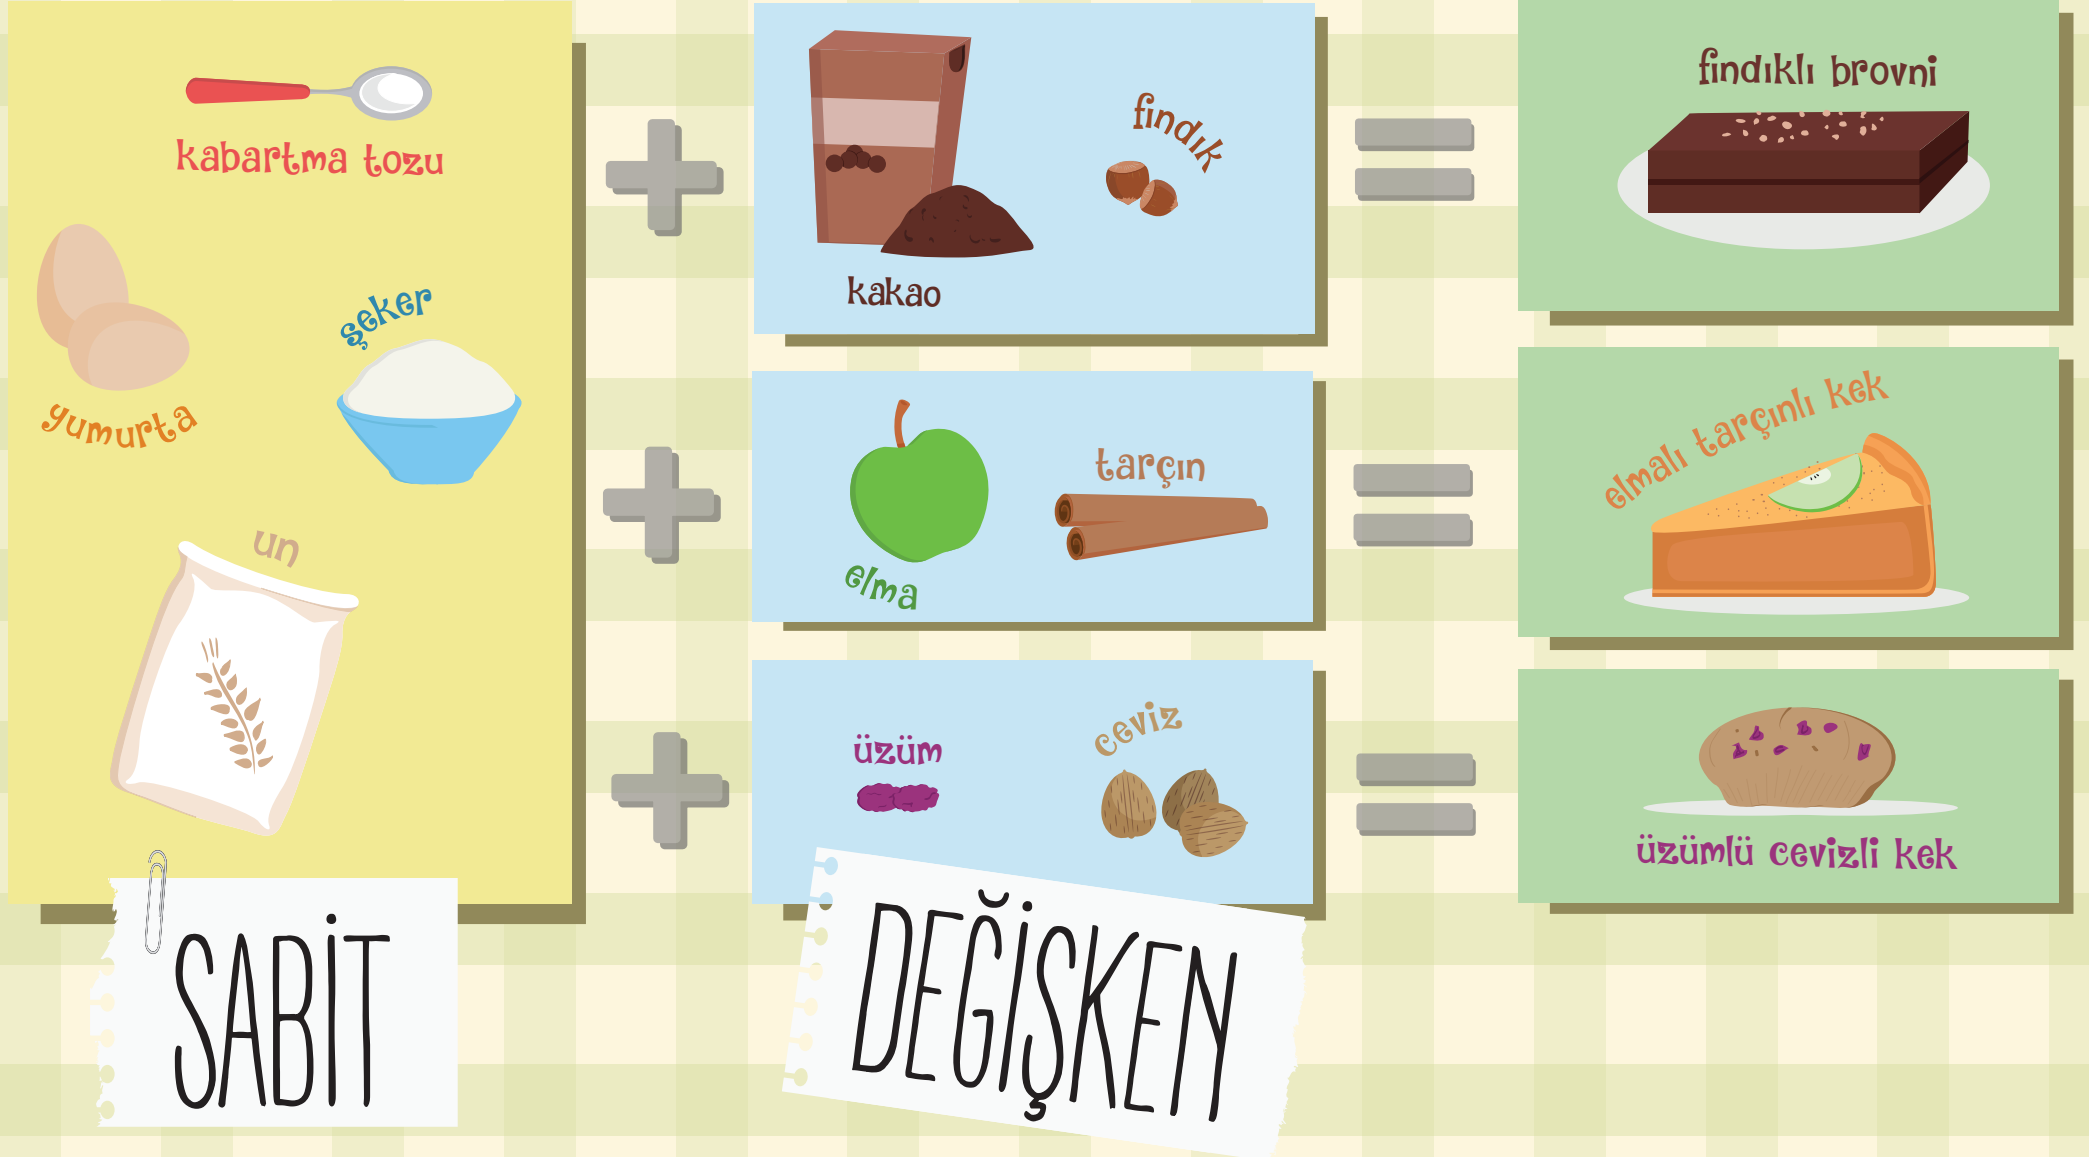 kabartma tozu
yumurta
şeker
un
SABİT
kakao
fındık
elma
tarçın
üzüm
ceviz
DEĞİŞKEN
fındıklı brovni
elmalı tarçınlı kek
üzümlü cevizli kek